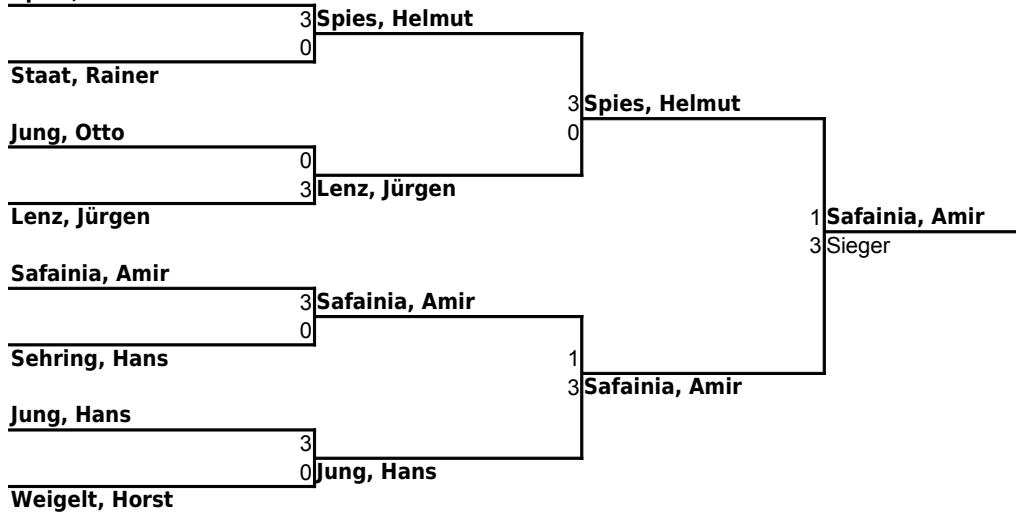 3 Spies, Helmut
0
Staat, Rainer
3 Spies, Helmut
Jung, Otto
0
0
3 Lenz, Jürgen
Lenz, Jürgen
1 Safainia, Amir
3 Sieger
Safainia, Amir
3 Safainia, Amir
0
Sehring, Hans
1
3 Safainia, Amir
Jung, Hans
3
0 Jung, Hans
Weigelt, Horst